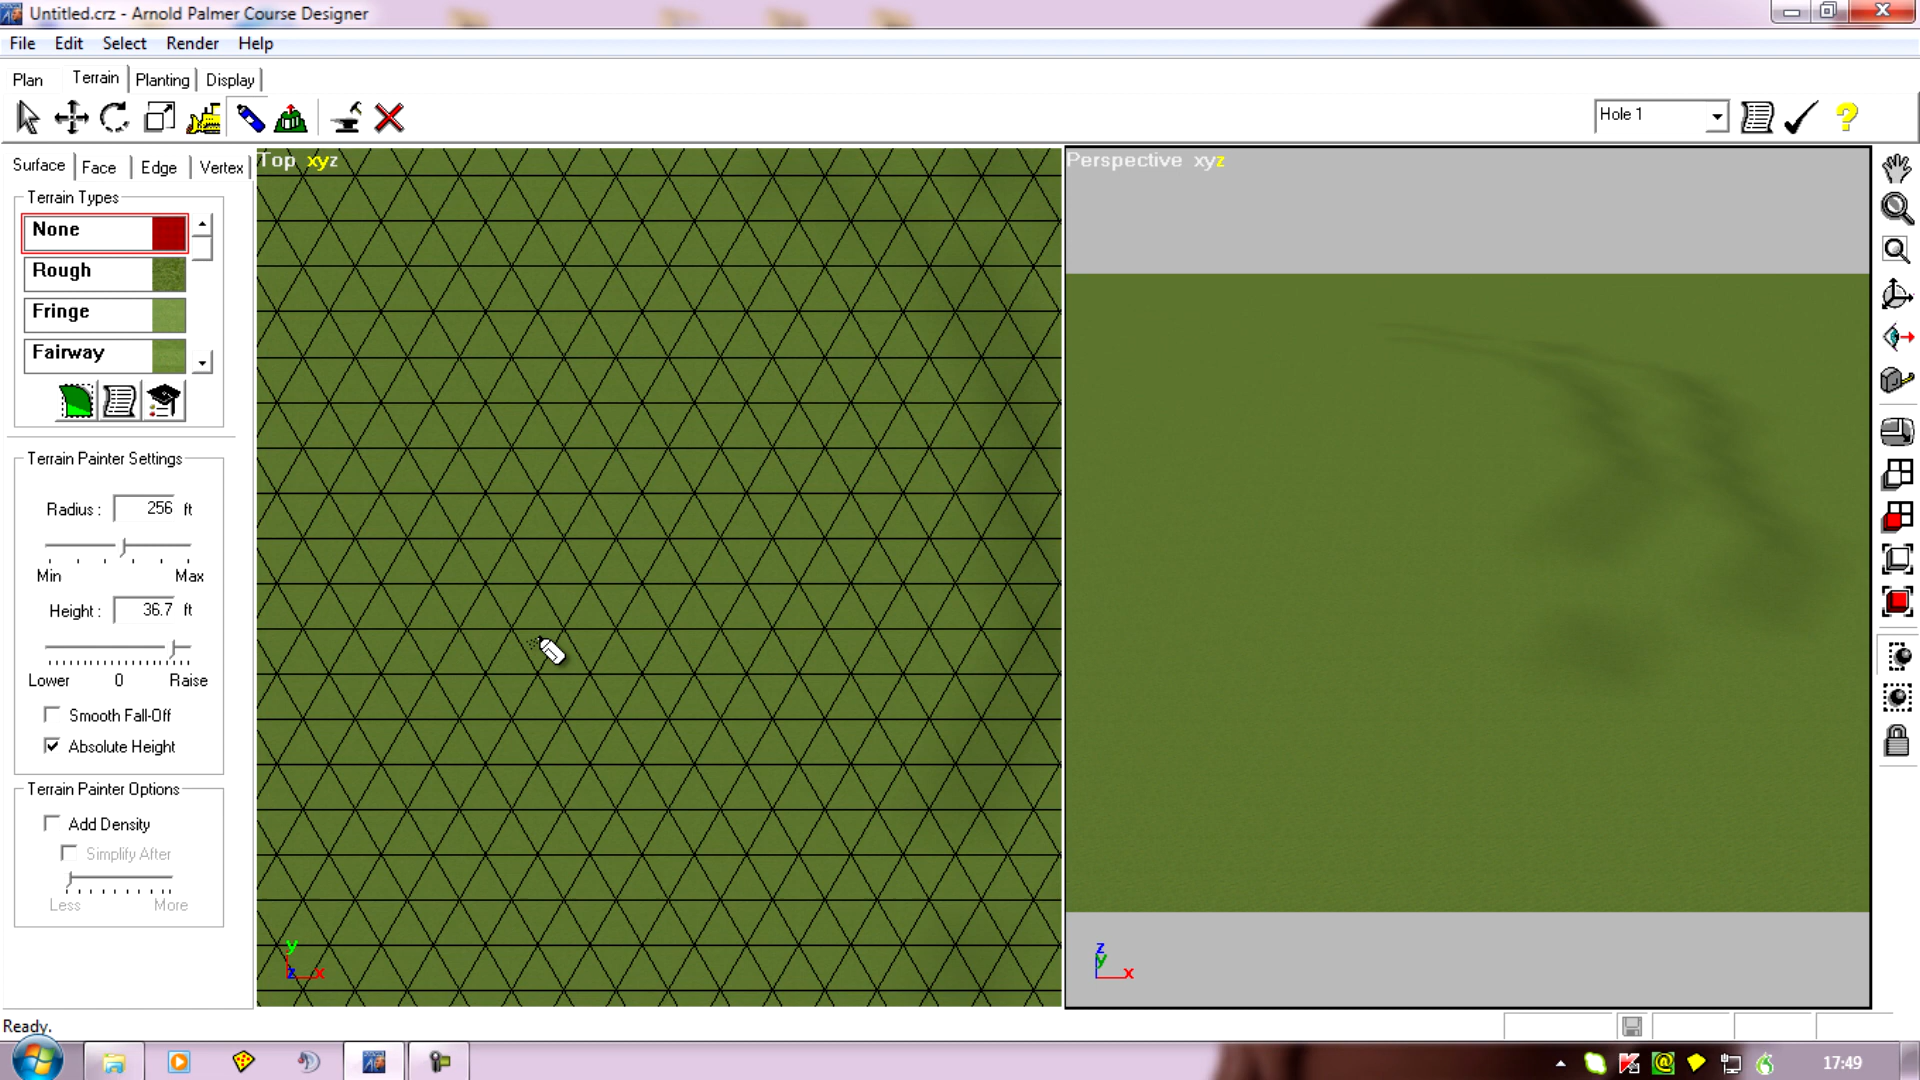 Untitled.crz - Arnold Palmer Course Designer
File Edit Select Render Help
Plan Terrain Planting Display
Hole 1
Surface Face Edge Vertex
Top xyz
Perspective xyz
Terrain Types
None
Rough
Fringe
Fairway
Terrain Painter Settings
Radius : 256 ft
Min Max
Height : 36.7 ft
Lower 0 Raise
Smooth Fall-Off
Absolute Height
Terrain Painter Options
Add Density
Simplify After
Less More
y
z x
z
y
x
Ready.
17:49